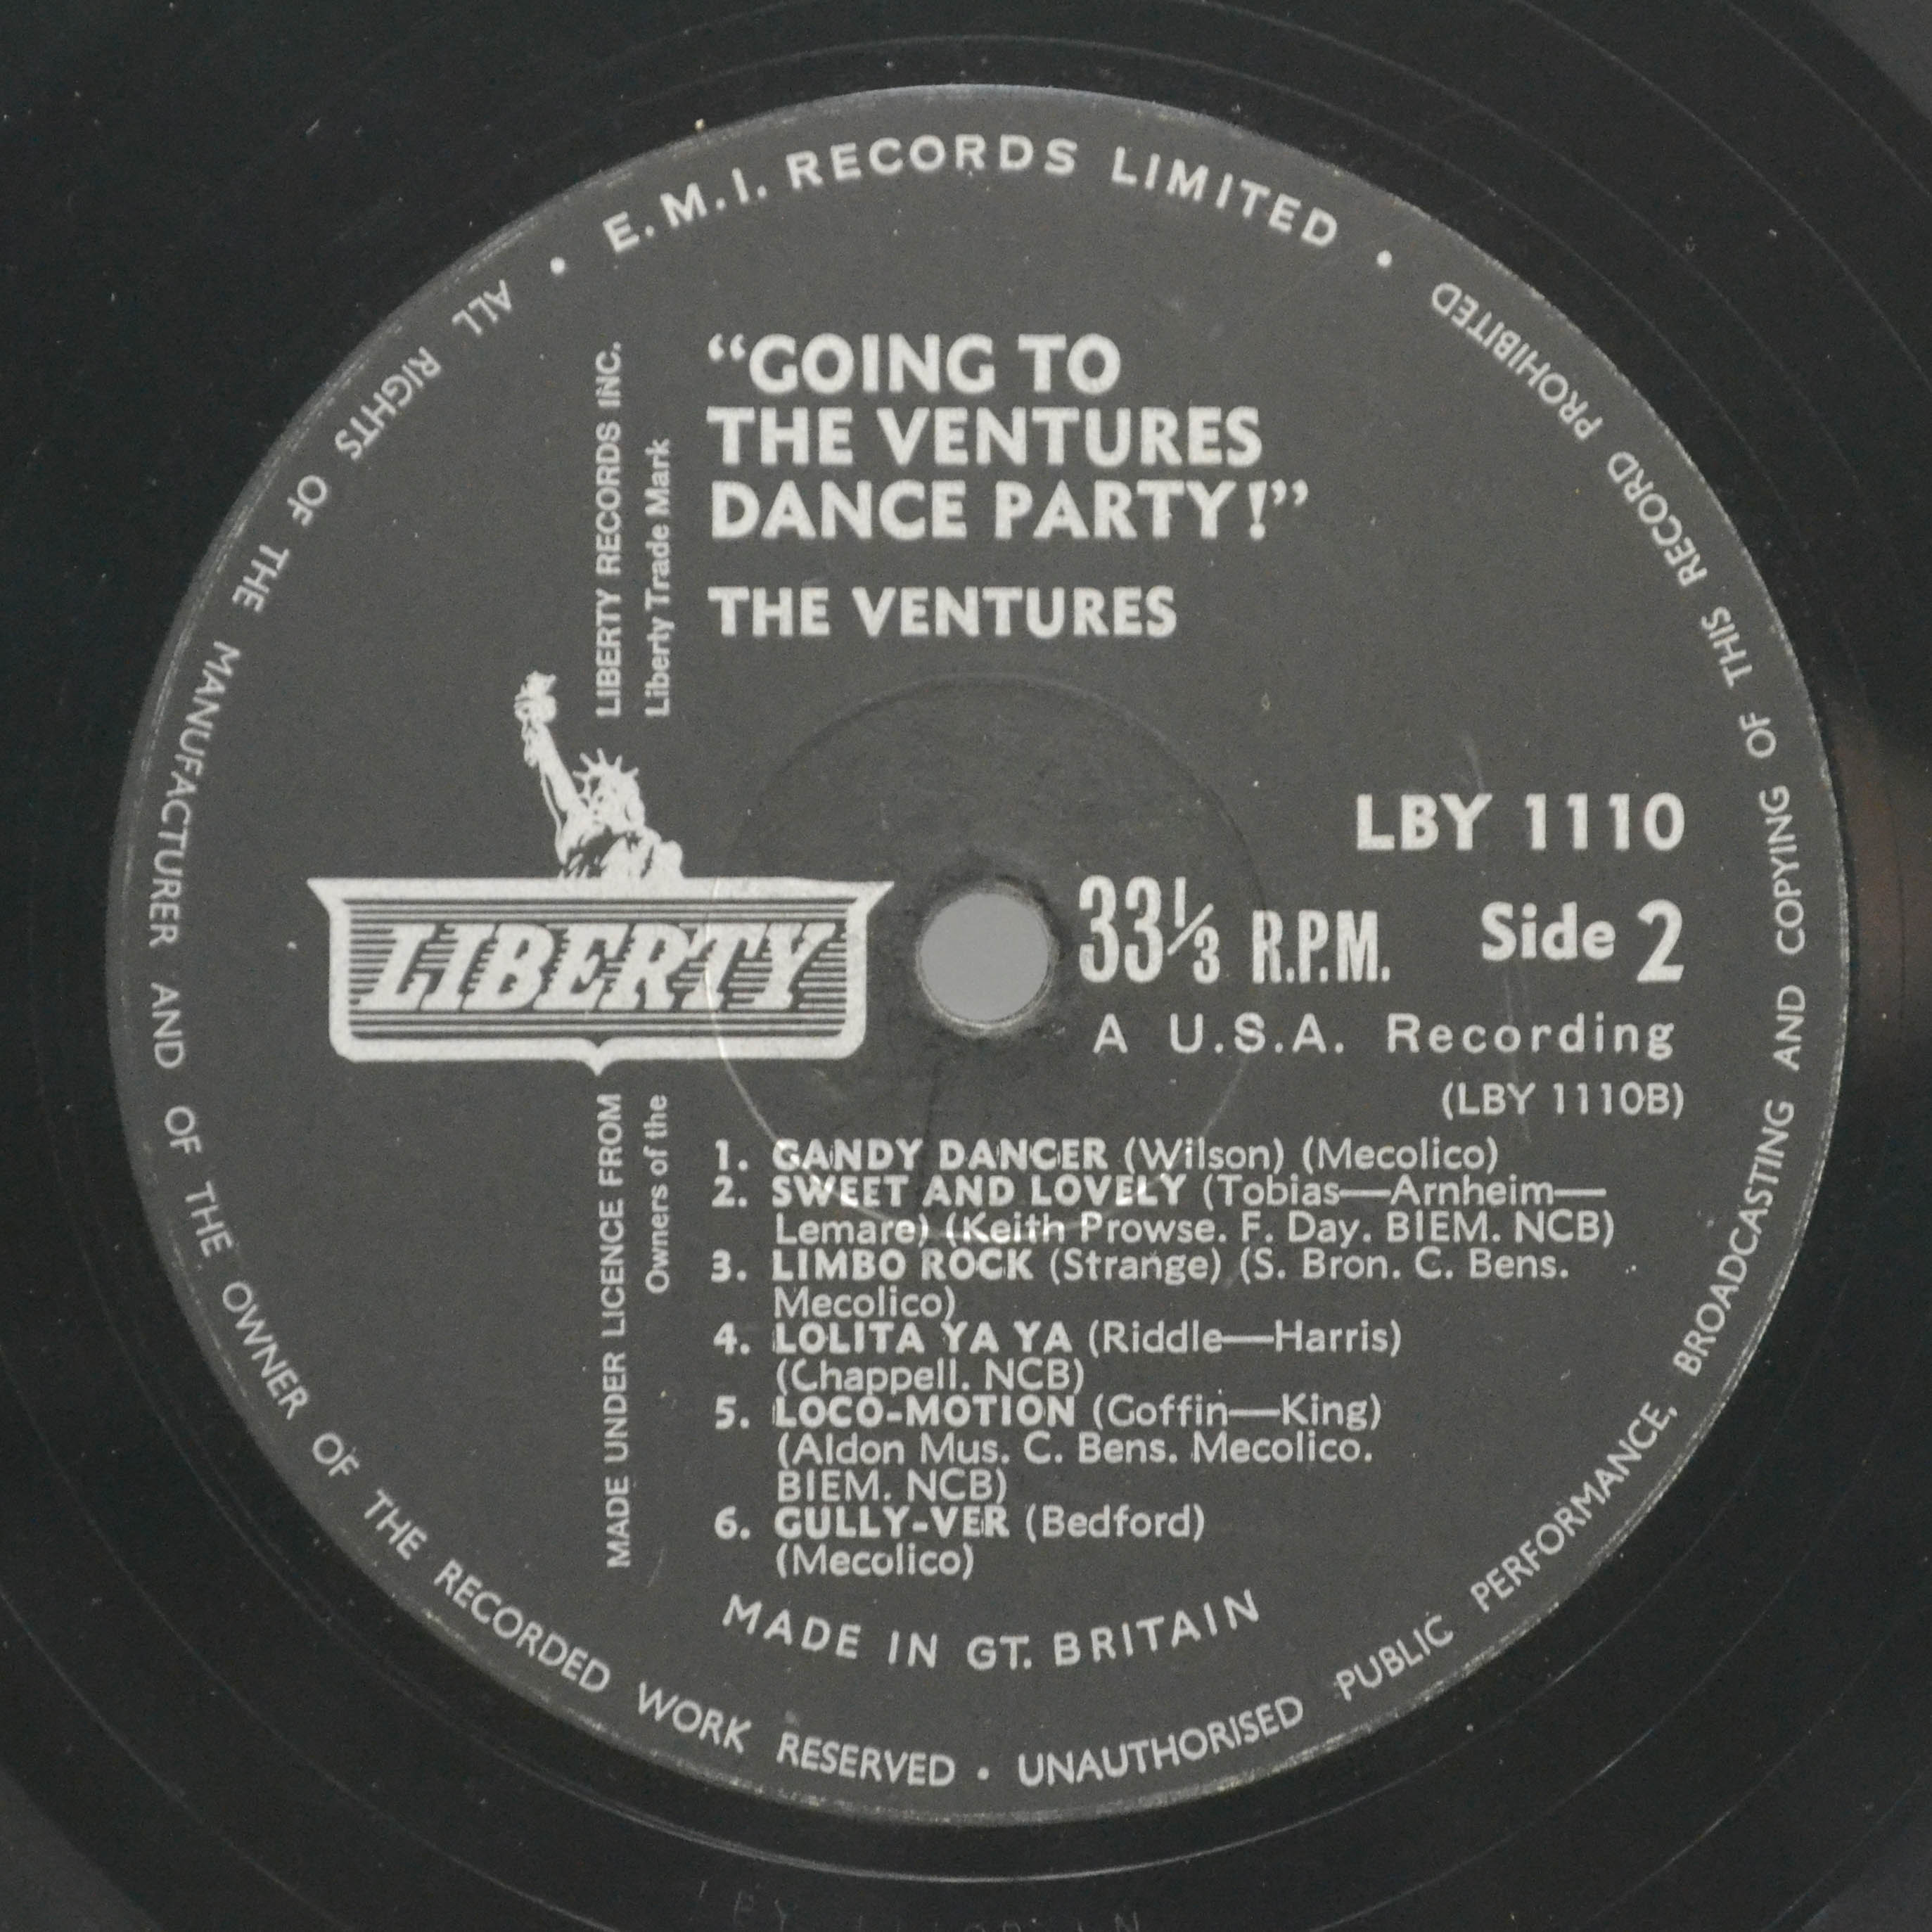 E.M.I. RECORDS LIMITED
ALL RIGHTS OF THE MANUFACTURER AND OF THE OWNER OF THE RECORDED WORK RESERVED • UNAUTHORISED PUBLIC PERFORMANCE, BROADCASTING AND COPYING OF THIS RECORD PROHIBITED
“GOING TO
THE VENTURES
DANCE PARTY!”
THE VENTURES
LIBERTY RECORDS INC.
Liberty Trade Mark
LIBERTY
MADE UNDER LICENCE FROM
Owners of the
LBY 1110
33⅓ R.P.M. Side 2
A U.S.A. Recording
(LBY 1110B)
1. GANDY DANCER (Wilson) (Mecolico)
2. SWEET AND LOVELY (Tobias—Arnheim—
Lemare) (Keith Prowse. F. Day. BIEM. NCB)
3. LIMBO ROCK (Strange) (S. Bron. C. Bens.
Mecolico)
4. LOLITA YA YA (Riddle—Harris)
(Chappell. NCB)
5. LOCO-MOTION (Goffin—King)
(Aldon Mus. C. Bens. Mecolico.
BIEM. NCB)
6. GULLY-VER (Bedford)
(Mecolico)
MADE IN GT. BRITAIN